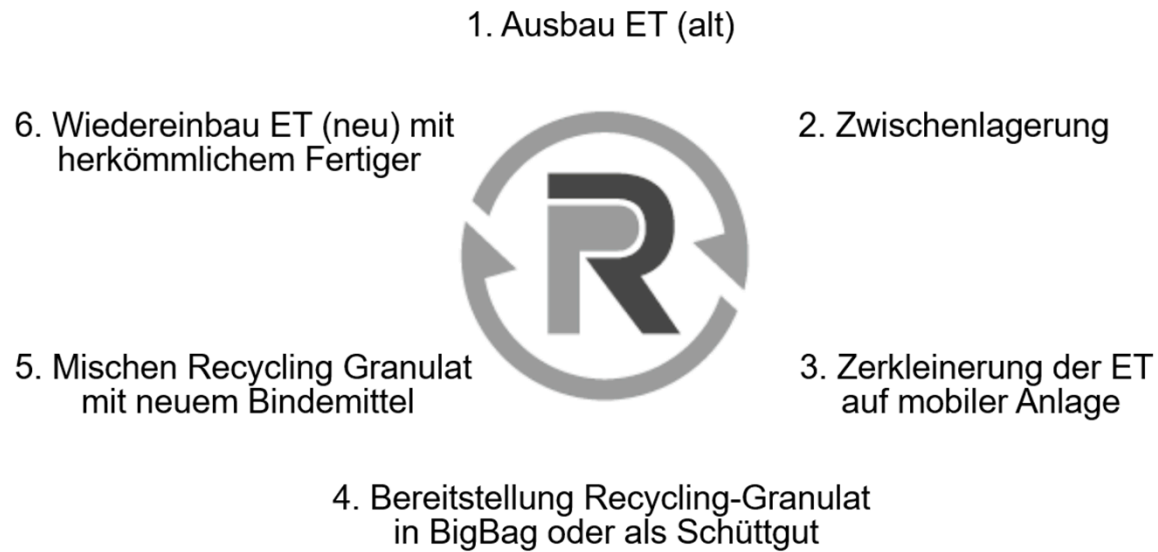 1. Ausbau ET (alt)
2. Zwischenlagerung
3. Zerkleinerung der ET
auf mobiler Anlage
4. Bereitstellung Recycling-Granulat
in BigBag oder als Schüttgut
5. Mischen Recycling Granulat
mit neuem Bindemittel
6. Wiedereinbau ET (neu) mit
herkömmlichem Fertiger
R